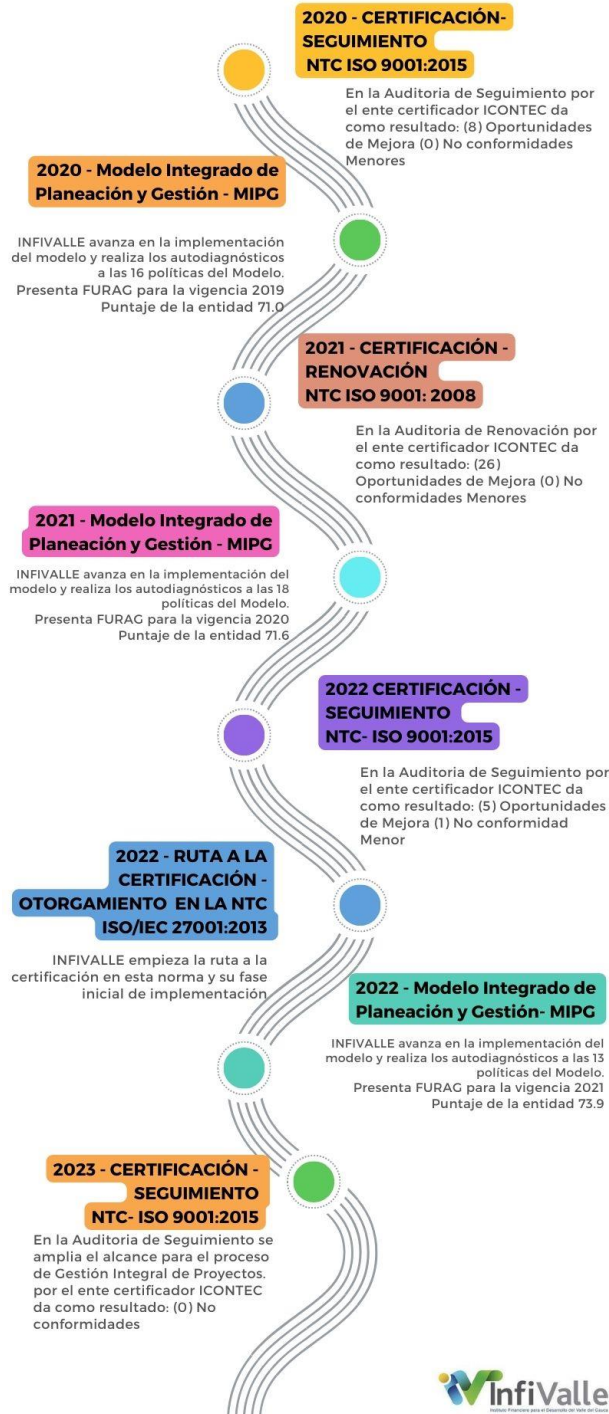 2020 - CERTIFICACIÓN-
SEGUIMIENTO
NTC ISO 9001:2015
En la Auditoria de Seguimiento por
el ente certificador ICONTEC da
como resultado: (8) Oportunidades
de Mejora (0) No conformidades
Menores
2020 - Modelo Integrado de
Planeación y Gestión - MIPG
INFIVALLE avanza en la implementación
del modelo y realiza los autodiagnósticos
a las 16 políticas del Modelo.
Presenta FURAG para la vigencia 2019
Puntaje de la entidad 71.0
2021 - CERTIFICACIÓN -
RENOVACIÓN
NTC ISO 9001: 2008
En la Auditoria de Renovación por
el ente certificador ICONTEC da
como resultado: (26)
Oportunidades de Mejora (0) No
conformidades Menores
2021 - Modelo Integrado de
Planeación y Gestión - MIPG
INFIVALLE avanza en la implementación del
modelo y realiza los autodiagnósticos a las 18
políticas del Modelo.
Presenta FURAG para la vigencia 2020
Puntaje de la entidad 71.6
2022 CERTIFICACIÓN -
SEGUIMIENTO
NTC- ISO 9001:2015
En la Auditoria de Seguimiento por
el ente certificador ICONTEC da
como resultado: (5) Oportunidades
de Mejora (1) No conformidad
Menor
2022 - RUTA A LA
CERTIFICACIÓN -
OTORGAMIENTO EN LA NTC
ISO/IEC 27001:2013
INFIVALLE empieza la ruta a la
certificación en esta norma y su fase
inicial de implementación
2022 - Modelo Integrado de
Planeación y Gestión- MIPG
INFIVALLE avanza en la implementación del
modelo y realiza los autodiagnósticos a las 13
políticas del Modelo.
Presenta FURAG para la vigencia 2021
Puntaje de la entidad 73.9
2023 - CERTIFICACIÓN -
SEGUIMIENTO
NTC- ISO 9001:2015
En la Auditoria de Seguimiento se
amplia el alcance para el proceso
de Gestión Integral de Proyectos.
por el ente certificador ICONTEC
da como resultado: (0) No
conformidades
InfiValle
Instituto Financiero para el Desarrollo del Valle del Cauca